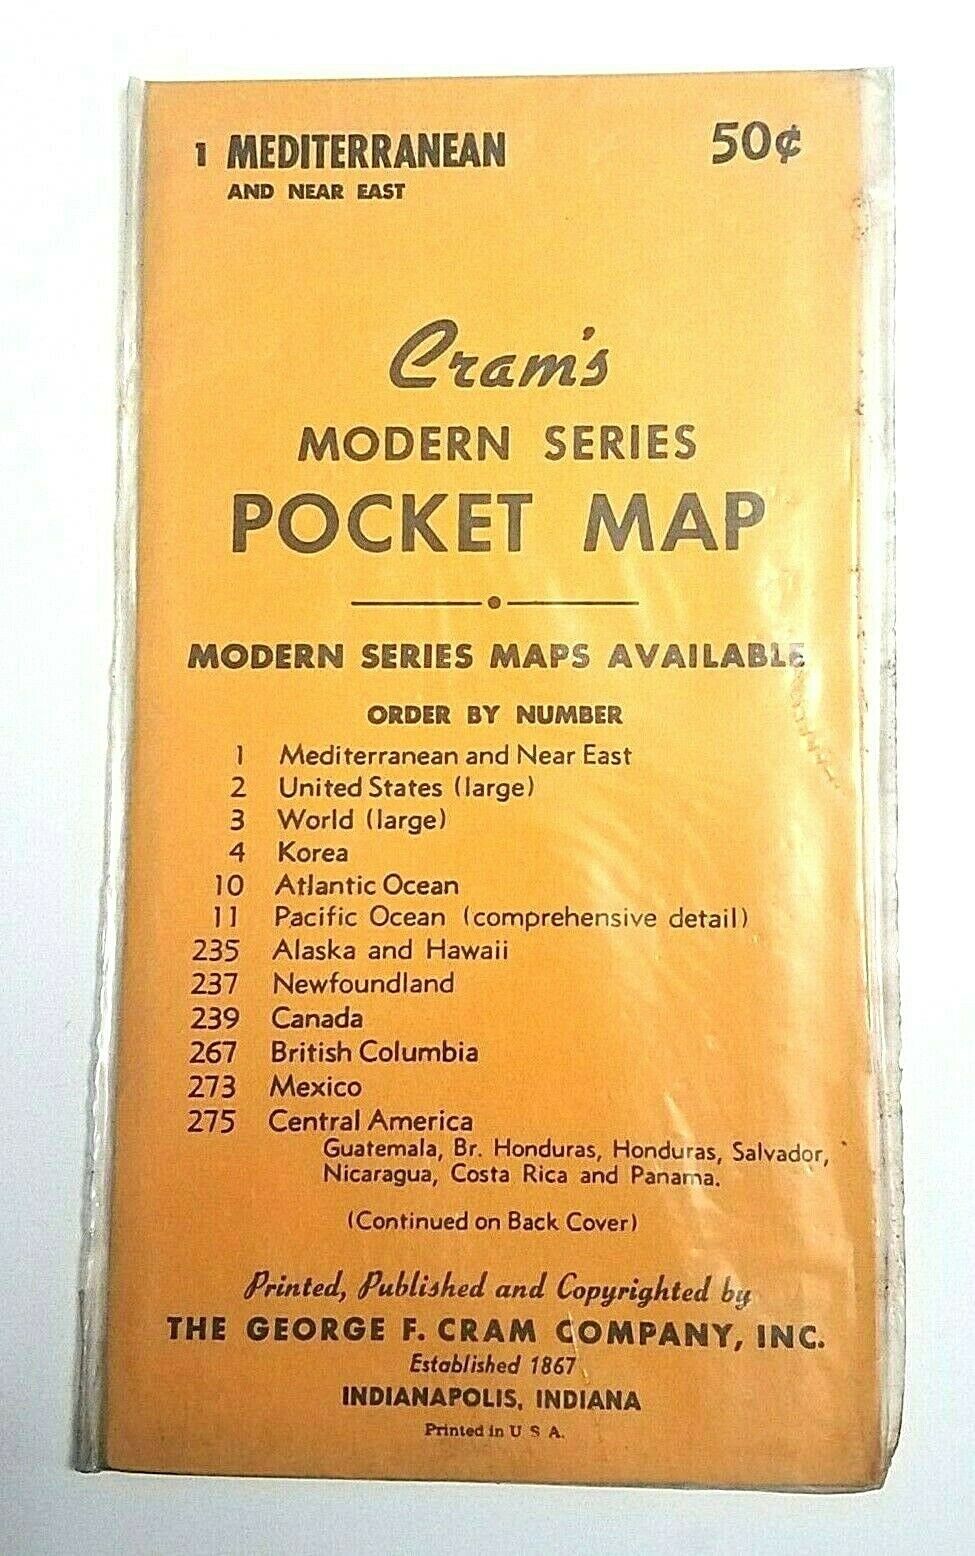 1 MEDITERRANEAN 50¢
AND NEAR EAST
Cram's
MODERN SERIES
POCKET MAP
MODERN SERIES MAPS AVAILABLE
ORDER BY NUMBER
1 Mediterranean and Near East
2 United States (large)
3 World (large)
4 Korea
10 Atlantic Ocean
11 Pacific Ocean (comprehensive detail)
235 Alaska and Hawaii
237 Newfoundland
239 Canada
267 British Columbia
273 Mexico
275 Central America
Guatemala, Br. Honduras, Honduras, Salvador,
Nicaragua, Costa Rica and Panama.
(Continued on Back Cover)
Printed, Published and Copyrighted by
THE GEORGE F. CRAM COMPANY, INC.
Established 1867
INDIANAPOLIS, INDIANA
Printed in U S A.